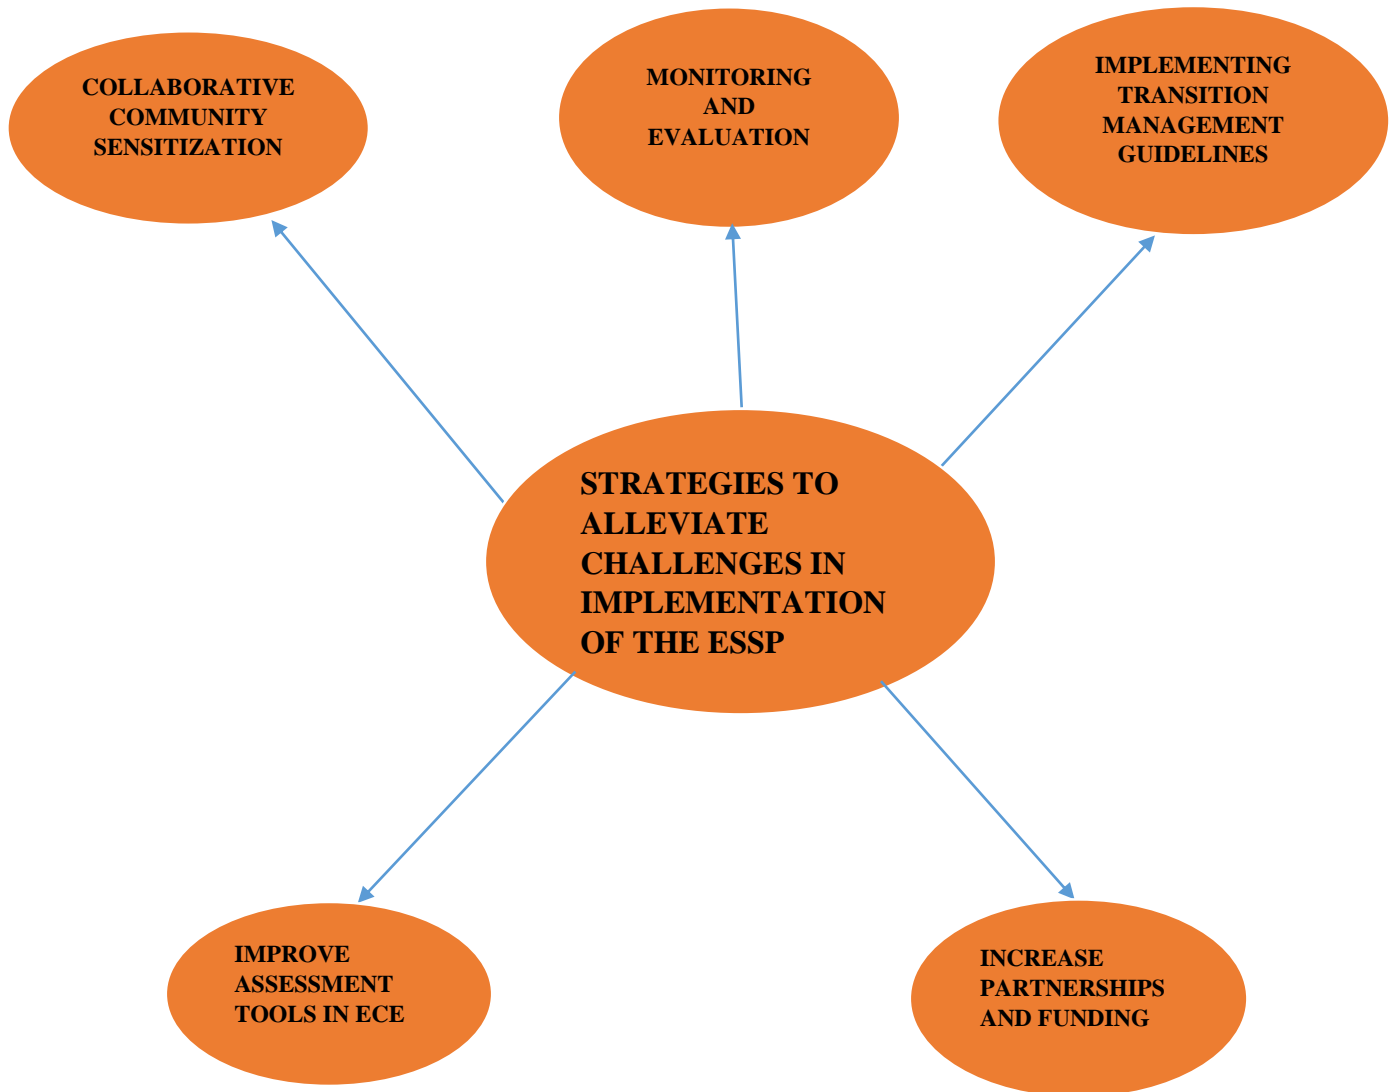 COLLABORATIVE
COMMUNITY
SENSITIZATION
MONITORING
AND
EVALUATION
IMPLEMENTING
TRANSITION
MANAGEMENT
GUIDELINES
STRATEGIES TO
ALLEVIATE
CHALLENGES IN
IMPLEMENTATION
OF THE ESSP
IMPROVE
ASSESSMENT
TOOLS IN ECE
INCREASE
PARTNERSHIPS
AND FUNDING